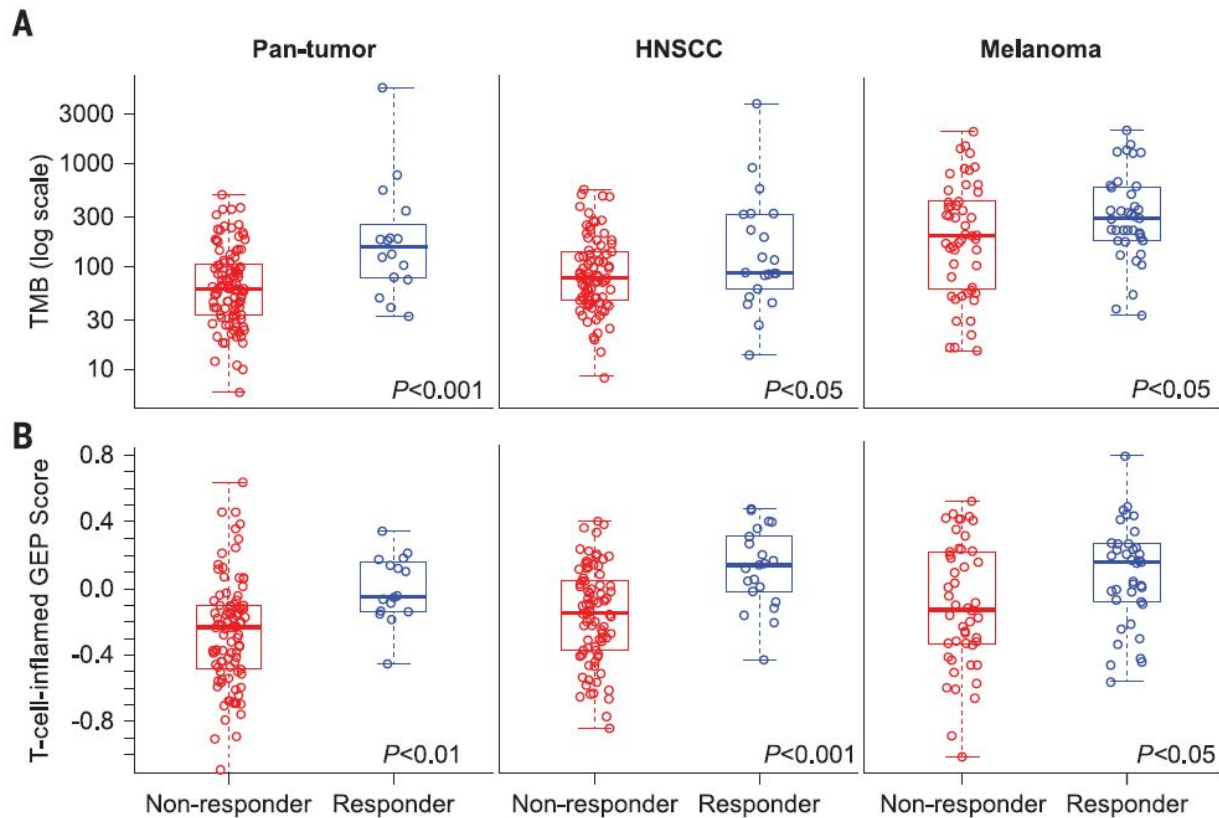 A
Pan-tumor
HNSCC
Melanoma
TMB (log scale)
3000
1000
300
100
30
10
P<0.001
P<0.05
P<0.05
B
T-cell-inflamed GEP Score
0.8
0.4
0.0
-0.4
-0.8
P<0.01
P<0.001
P<0.05
Non-responder Responder Non-responder Responder Non-responder Responder